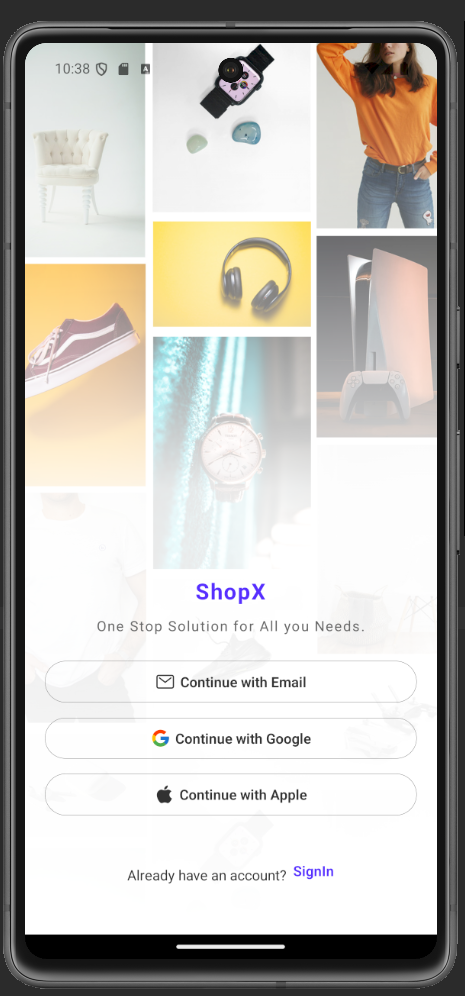 10:38
ShopX
One Stop Solution for All you Needs.
Continue with Email
Continue with Google
Continue with Apple
Already have an account? SignIn